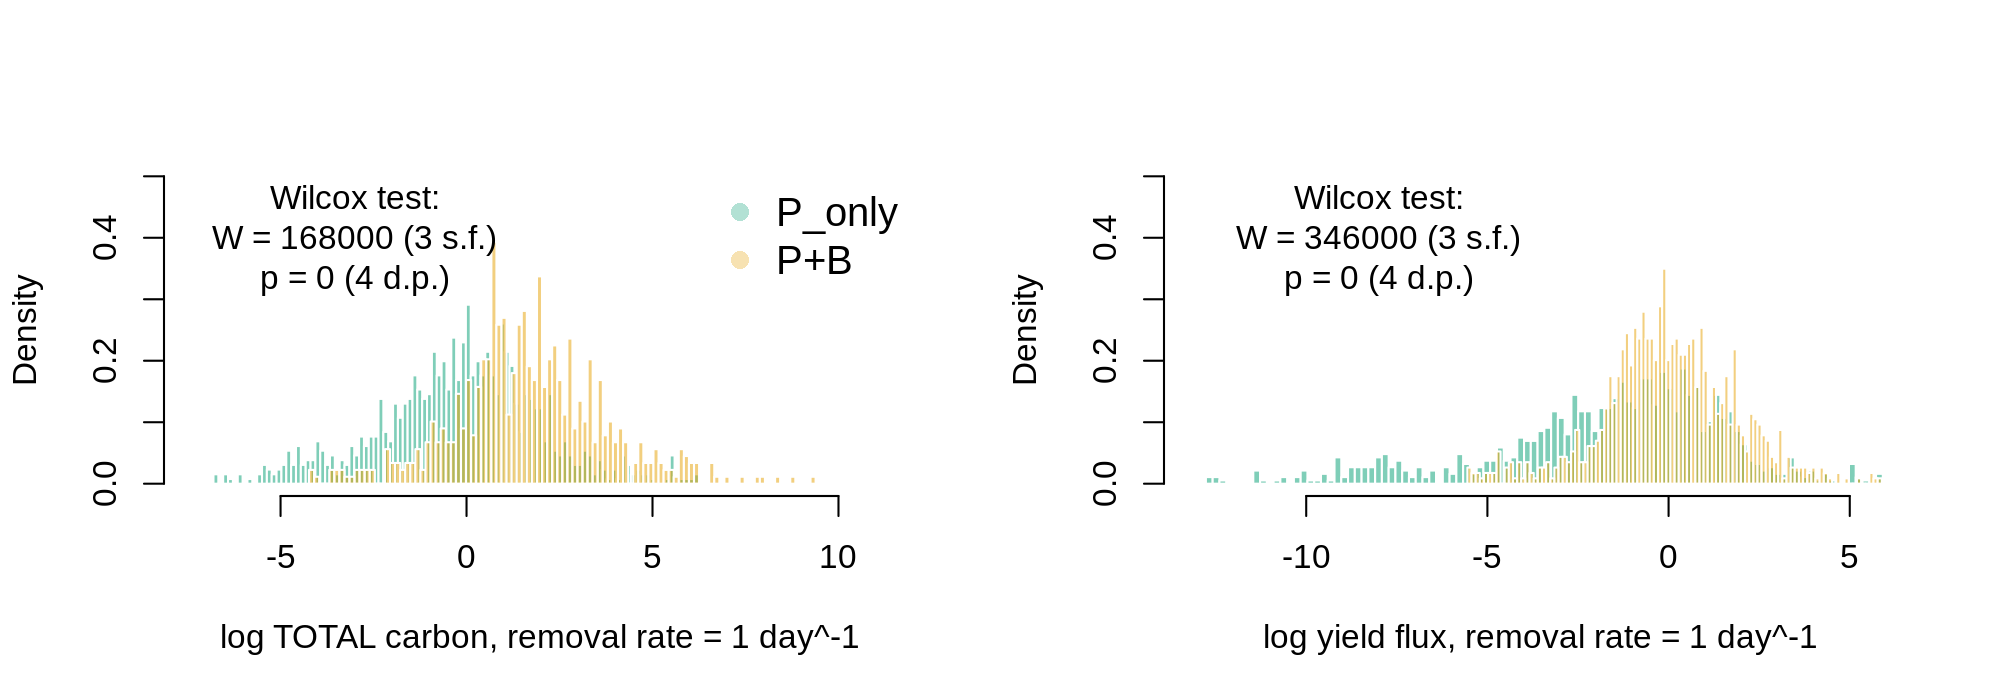 Wilcox test:
W = 168000 (3 s.f.)
p = 0 (4 d.p.)
P_only
P+B
Density
0.0
0.2
0.4
-5
0
5
10
log TOTAL carbon, removal rate = 1 day^-1
Wilcox test:
W = 346000 (3 s.f.)
p = 0 (4 d.p.)
Density
0.0
0.2
0.4
-10
-5
0
5
log yield flux, removal rate = 1 day^-1